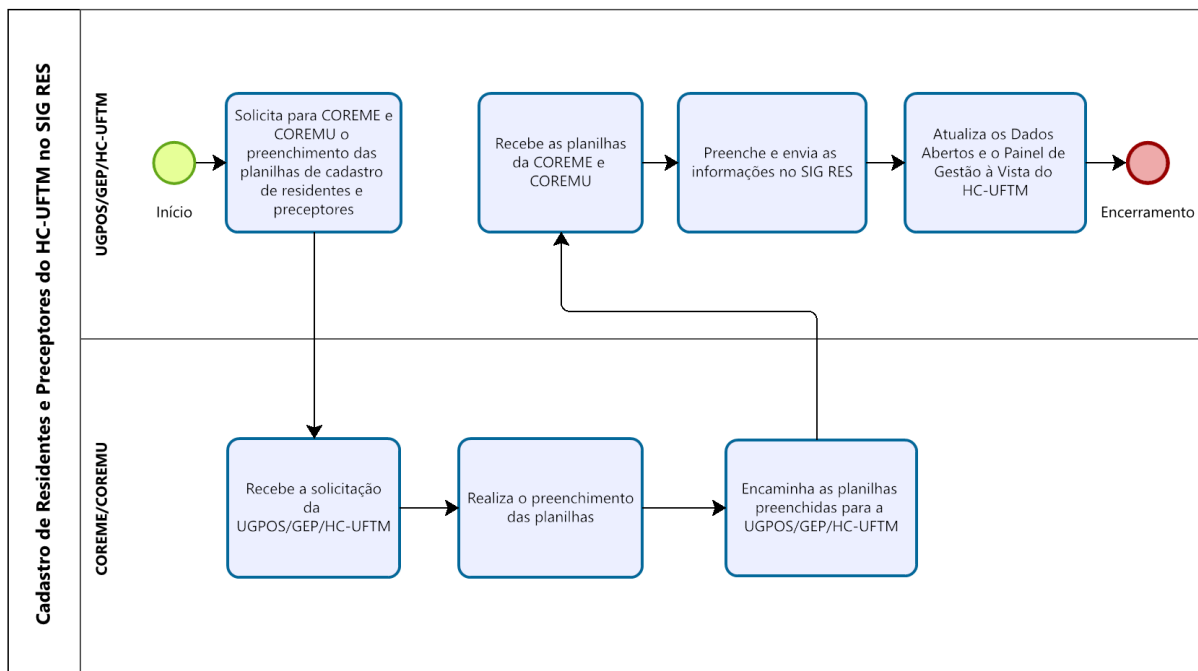 Cadastro de Residentes e Preceptores do HC-UFTM no SIG RES
UGPOS/GEP/HC-UFTM
Início
Solicita para COREME e
COREMU o
preenchimento das
planilhas de cadastro
de residentes e
preceptores
Recebe as planilhas
da COREME e
COREMU
Preenche e envia as
informações no SIG RES
Atualiza os Dados
Abertos e o Painel de
Gestão à Vista do
HC-UFTM
Encerramento
COREME/COREMU
Recebe a solicitação
da
UGPOS/GEP/HC-UFTM
Realiza o preenchimento
das planilhas
Encaminha as planilhas
preenchidas para a
UGPOS/GEP/HC-UFTM